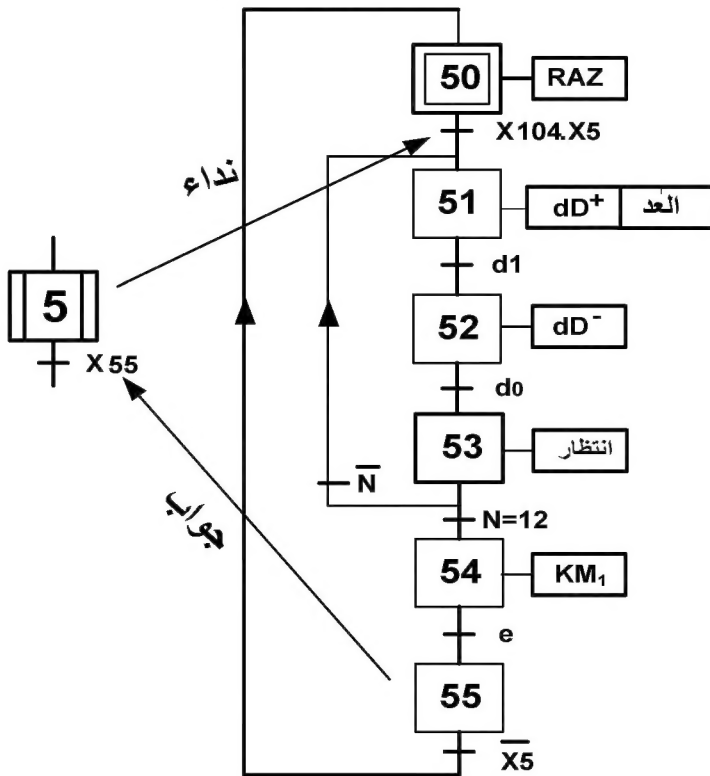 50 RAZ
X104.X5
نداء
51 dD⁺ العد
d1
5
52 dD⁻
X55
d0
53 انتظار
N̅
N=12
جواب
54 KM₁
e
55
X̅5̅